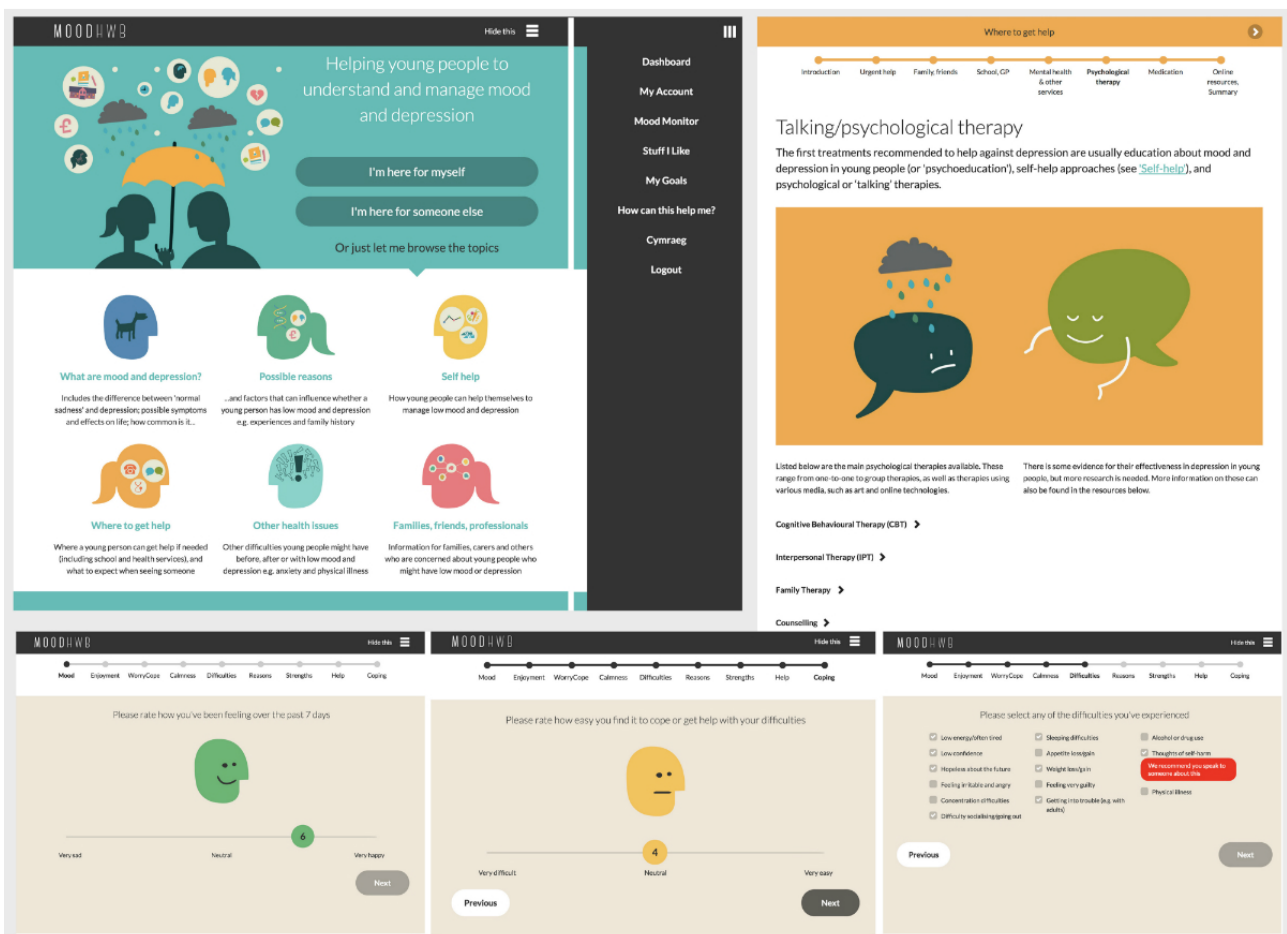 MOODHWB
Hide this
Helping young people to
understand and manage mood
and depression
I'm here for myself
I'm here for someone else
Or just let me browse the topics
What are mood and depression?
Includes the difference between 'normal
sadness' and depression; possible symptoms
and effects on life; how common is it...
Possible reasons
...and factors that can influence whether a
young person has low mood and depression
e.g. experiences and family history
Self help
How young people can help themselves to
manage low mood and depression
Where to get help
Where a young person can get help if needed
(including school and health services), and
what to expect when seeing someone
Other health issues
Other difficulties young people might have
before, after or with low mood and
depression e.g. anxiety and physical illness
Families, friends, professionals
Information for families, carers and others
who are concerned about young people who
might have low mood or depression
Dashboard
My Account
Mood Monitor
Stuff I Like
My Goals
How can this help me?
Cymraeg
Logout
Where to get help
Introduction
Urgent help
Family, friends
School, GP
Mental health
& other
services
Psychological
therapy
Medication
Online
resources,
Summary
Talking/psychological therapy
The first treatments recommended to help against depression are usually education about mood and
depression in young people (or 'psychoeducation'), self-help approaches (see 'Self-help'), and
psychological or 'talking' therapies.
Listed below are the main psychological therapies available. These
range from one-to-one to group therapies, as well as therapies using
various media, such as art and online technologies.
There is some evidence for their effectiveness in depression in young
people, but more research is needed. More information on these can
also be found in the resources below.
Cognitive Behavioural Therapy (CBT)
Interpersonal Therapy (IPT)
Family Therapy
Counselling
MOODHWB
Hide this
Mood Enjoyment WorryCope Calmness Difficulties Reasons Strengths Help Coping
Please rate how you've been feeling over the past 7 days
6
Very sad
Neutral
Very happy
Next
MOODHWB
Hide this
Mood Enjoyment WorryCope Calmness Difficulties Reasons Strengths Help Coping
Please rate how easy you find it to cope or get help with your difficulties
4
Very difficult
Neutral
Very easy
Previous
Next
MOODHWB
Hide this
Mood Enjoyment WorryCope Calmness Difficulties Reasons Strengths Help Coping
Please select any of the difficulties you've experienced
Low energy/often tired
Low confidence
Hopeless about the future
Feeling irritable and angry
Concentration difficulties
Difficulty socialising/going out
Sleeping difficulties
Appetite loss/gain
Weight loss/gain
Feeling very guilty
Getting into trouble (e.g. with
adults)
Alcohol or drug use
Thoughts of self-harm
We recommend you speak to
someone about this
Physical illness
Previous
Next